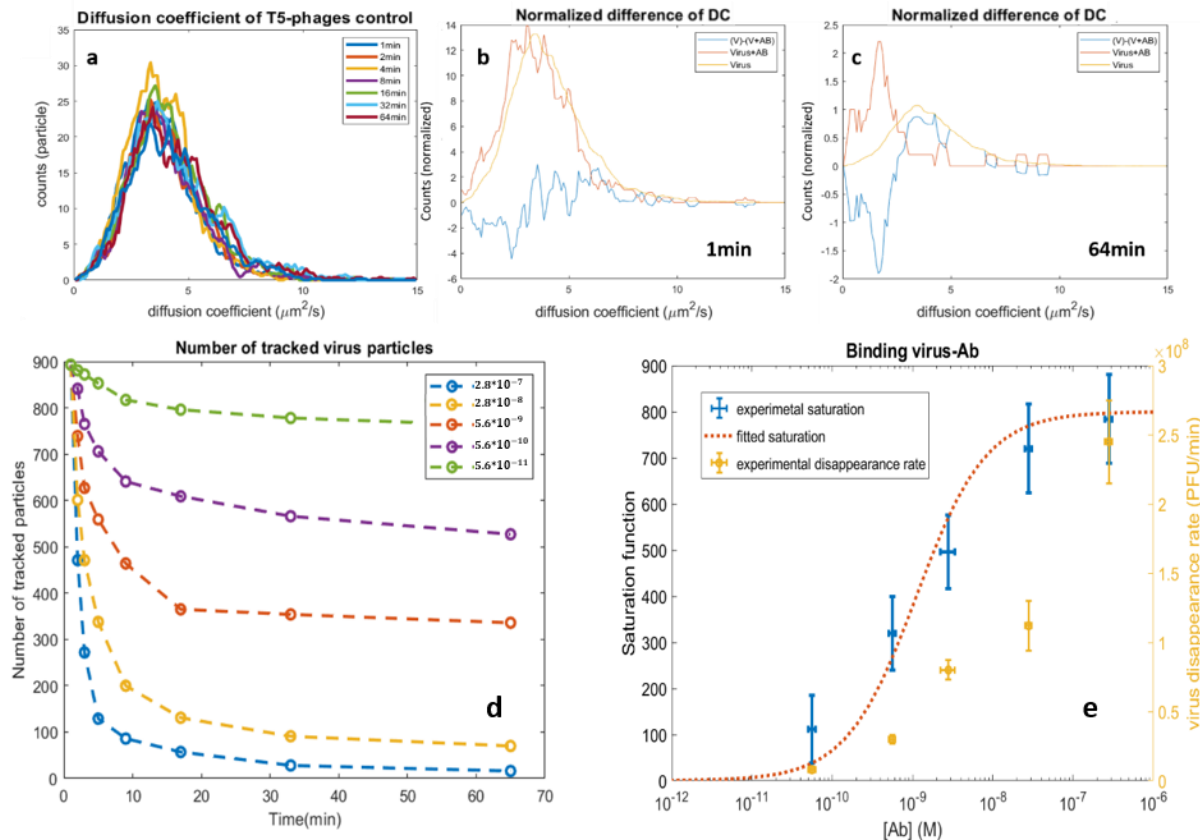 Diffusion coefficient of T5-phages control
a
counts (particle)
35
30
25
20
15
10
5
0
1min
2min
4min
8min
16min
32min
64min
0 5 10 15
diffusion coefficient (μm²/s)
Normalized difference of DC
b
Counts (normalized)
14
12
10
8
6
4
2
0
-2
-4
-6
(V)-(V+AB)
Virus+AB
Virus
1min
0 5 10 15
diffusion coefficient (μm²/s)
Normalized difference of DC
c
Counts (normalized)
2.5
2
1.5
1
0.5
0
-0.5
-1
-1.5
-2
(V)-(V+AB)
Virus+AB
Virus
64min
0 5 10 15
diffusion coefficient (μm²/s)
Number of tracked virus particles
Number of tracked particles
900
800
700
600
500
400
300
200
100
0
2.8*10⁻⁷
2.8*10⁻⁸
5.6*10⁻⁹
5.6*10⁻¹⁰
5.6*10⁻¹¹
d
0 10 20 30 40 50 60 70
Time(min)
Binding virus-Ab
Saturation function
900
800
700
600
500
400
300
200
100
0
experimetal saturation
fitted saturation
experimental disappearance rate
e
×10⁸
3
2.5
2
1.5
1
0.5
0
virus disappearance rate (PFU/min)
10⁻¹² 10⁻¹⁰ 10⁻⁹ 10⁻⁸ 10⁻⁷ 10⁻⁶
[Ab] (M)